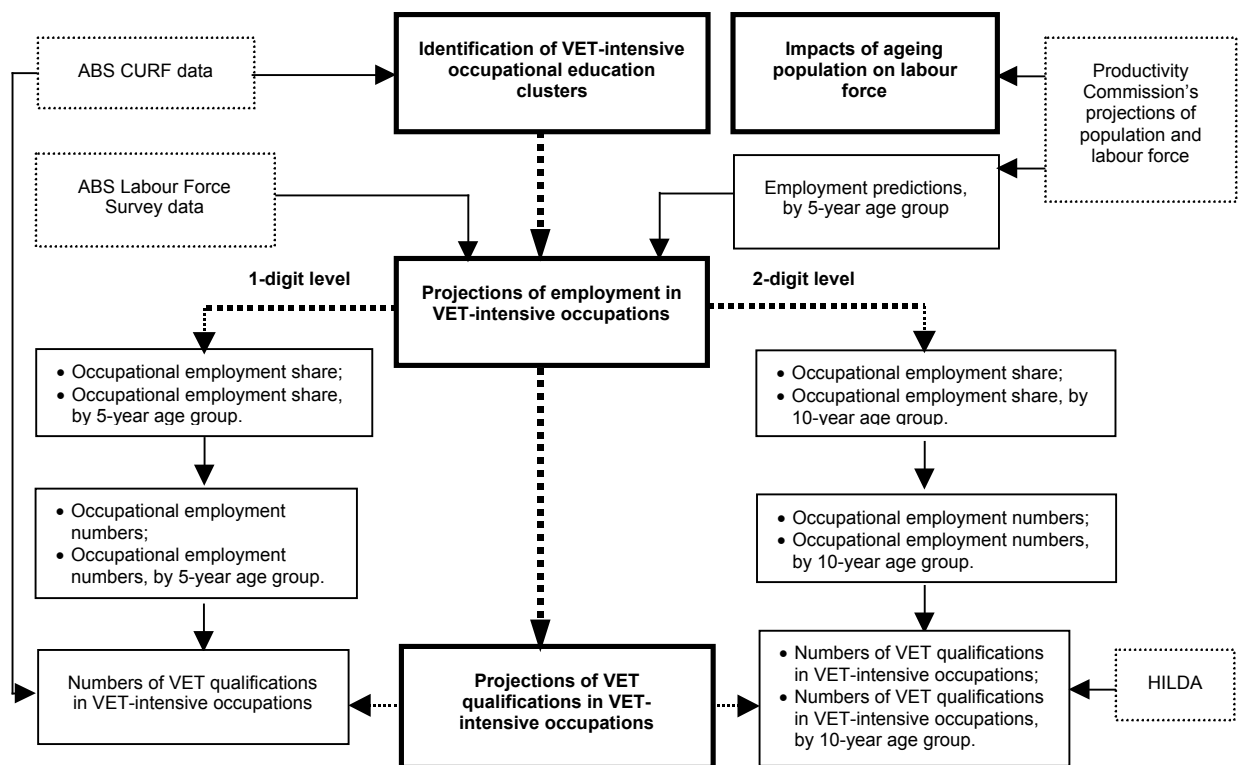 ABS CURF data
Identification of VET-intensive
occupational education
clusters
Impacts of ageing
population on labour
force
Productivity
Commission's
projections of
population and
labour force
ABS Labour Force
Survey data
Employment predictions,
by 5-year age group
1-digit level
Projections of employment in
VET-intensive occupations
2-digit level
• Occupational employment share;
• Occupational employment share,
by 5-year age group.
• Occupational employment share;
• Occupational employment share, by
10-year age group.
• Occupational employment
numbers;
• Occupational employment
numbers, by 5-year age group.
• Occupational employment numbers;
• Occupational employment numbers,
by 10-year age group.
Numbers of VET qualifications
in VET-intensive occupations
Projections of VET
qualifications in VET-
intensive occupations
• Numbers of VET qualifications
in VET-intensive occupations;
• Numbers of VET qualifications
in VET-intensive occupations,
by 10-year age group.
HILDA